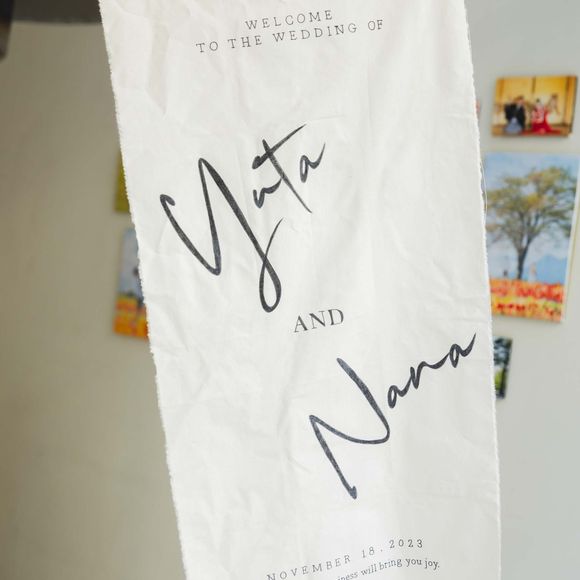 WELCOME
TO THE WEDDING OF
Yuta
AND
Nana
NOVEMBER 18.2023
will bring you joy.